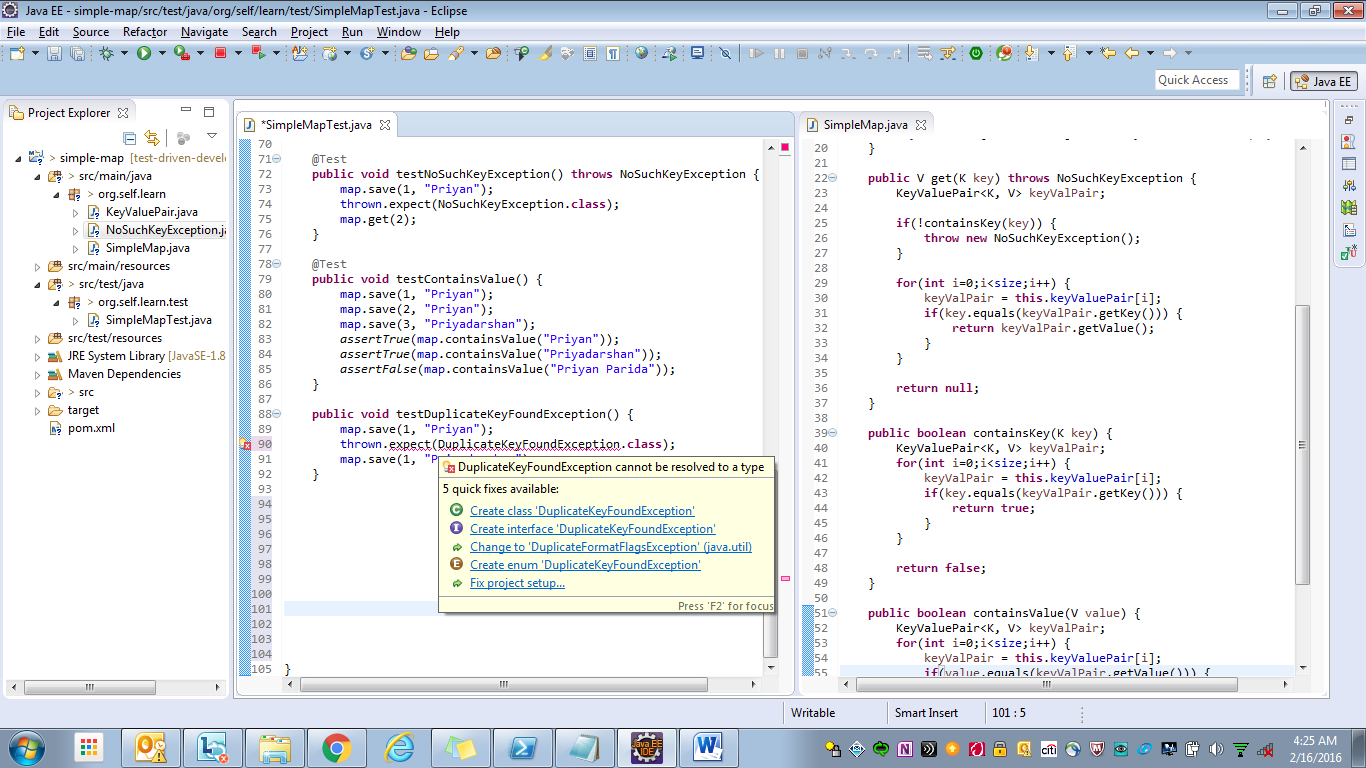 Java EE - simple-map/src/test/java/org/self/learn/test/SimpleMapTest.java - Eclipse
File Edit Source Refactor Navigate Search Project Run Window Help
Quick Access
Java EE
Project Explorer
> simple-map [test-driven-devel
> src/main/java
> org.self.learn
KeyValuePair.java
NoSuchKeyException.ja
SimpleMap.java
src/main/resources
> src/test/java
> org.self.learn.test
SimpleMapTest.java
src/test/resources
JRE System Library [JavaSE-1.8
Maven Dependencies
> src
target
pom.xml
*SimpleMapTest.java
70
71 @Test
72 public void testNoSuchKeyException() throws NoSuchKeyException {
73 map.save(1, "Priyan");
74 thrown.expect(NoSuchKeyException.class);
75 map.get(2);
76 }
77
78 @Test
79 public void testContainsValue() {
80 map.save(1, "Priyan");
81 map.save(2, "Priyan");
82 map.save(3, "Priyadarshan");
83 assertTrue(map.containsValue("Priyan"));
84 assertTrue(map.containsValue("Priyadarshan"));
85 assertFalse(map.containsValue("Priyan Parida"));
86 }
87
88 public void testDuplicateKeyFoundException() {
89 map.save(1, "Priyan");
90 thrown.expect(DuplicateKeyFoundException.class);
91 map.save(1, "P
92 }
93
94
95
96
97
98
99
100
101
102
103
104
105 }
DuplicateKeyFoundException cannot be resolved to a type
5 quick fixes available:
Create class 'DuplicateKeyFoundException'
Create interface 'DuplicateKeyFoundException'
Change to 'DuplicateFormatFlagsException' (java.util)
Create enum 'DuplicateKeyFoundException'
Fix project setup...
Press 'F2' for focus
SimpleMap.java
20 }
21
22 public V get(K key) throws NoSuchKeyException {
23 KeyValuePair<K, V> keyValPair;
24
25 if(!containsKey(key)) {
26 throw new NoSuchKeyException();
27 }
28
29 for(int i=0;i<size;i++) {
30 keyValPair = this.keyValuePair[i];
31 if(key.equals(keyValPair.getKey())) {
32 return keyValPair.getValue();
33 }
34 }
35
36 return null;
37 }
38
39 public boolean containsKey(K key) {
40 KeyValuePair<K, V> keyValPair;
41 for(int i=0;i<size;i++) {
42 keyValPair = this.keyValuePair[i];
43 if(key.equals(keyValPair.getKey())) {
44 return true;
45 }
46 }
47
48 return false;
49 }
50
51 public boolean containsValue(V value) {
52 KeyValuePair<K, V> keyValPair;
53 for(int i=0;i<size;i++) {
54 keyValPair = this.keyValuePair[i];
55 if(value.equals(keyValPair.getValue())) {
Writable Smart Insert 101 : 5
Java EE
IDE
citi
4:25 AM
2/16/2016